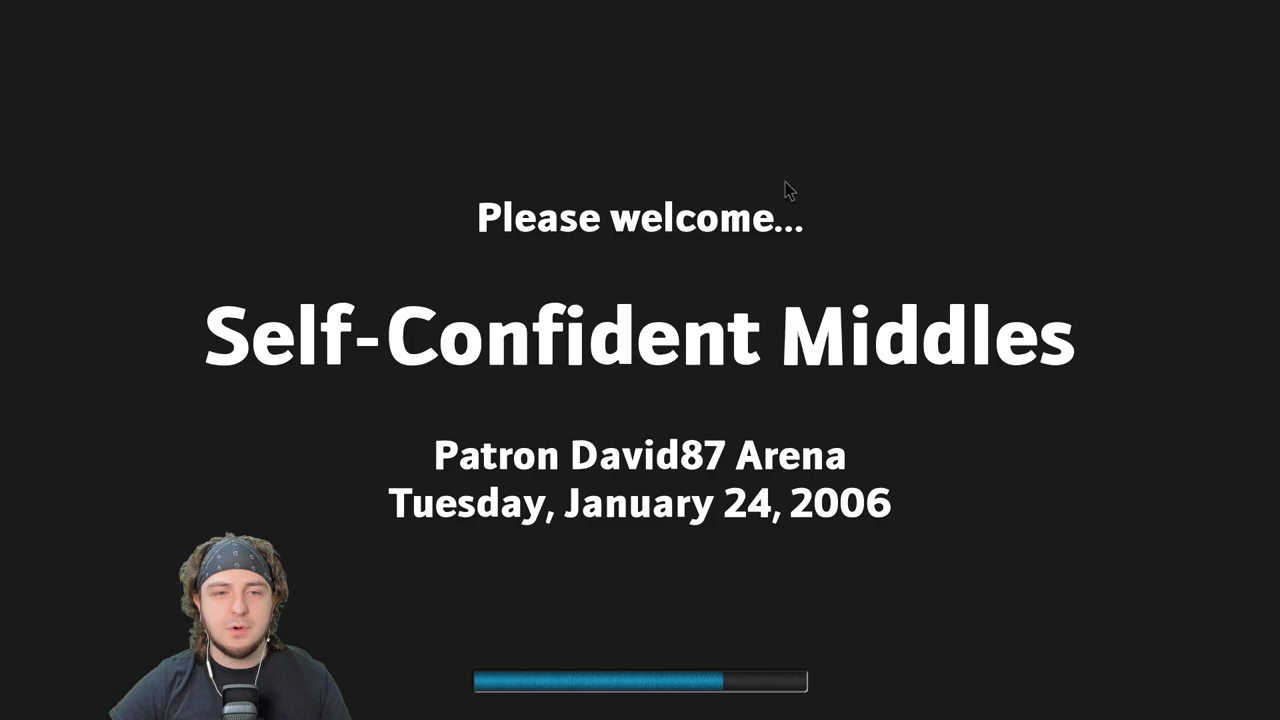 Please welcome...
Self-Confident Middles
Patron David87 Arena
Tuesday, January 24, 2006